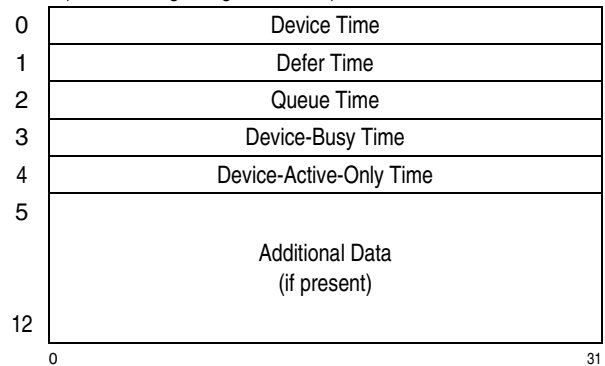 0 Device Time
1 Defer Time
2 Queue Time
3 Device-Busy Time
4 Device-Active-Only Time
5
Additional Data
(if present)
12
0 31